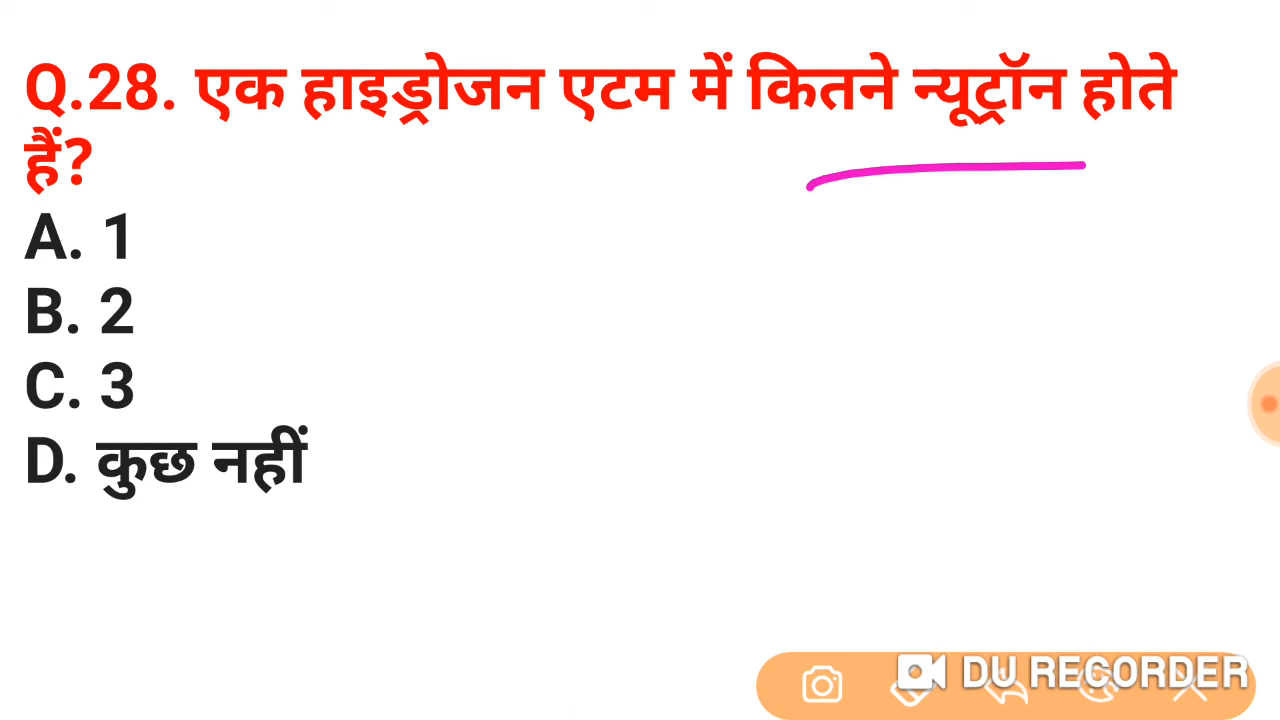 Q.28. एक हाइड्रोजन एटम में कितने न्यूट्रॉन होते
हैं?
A. 1
B. 2
C. 3
D. कुछ नहीं
DU RECORDER